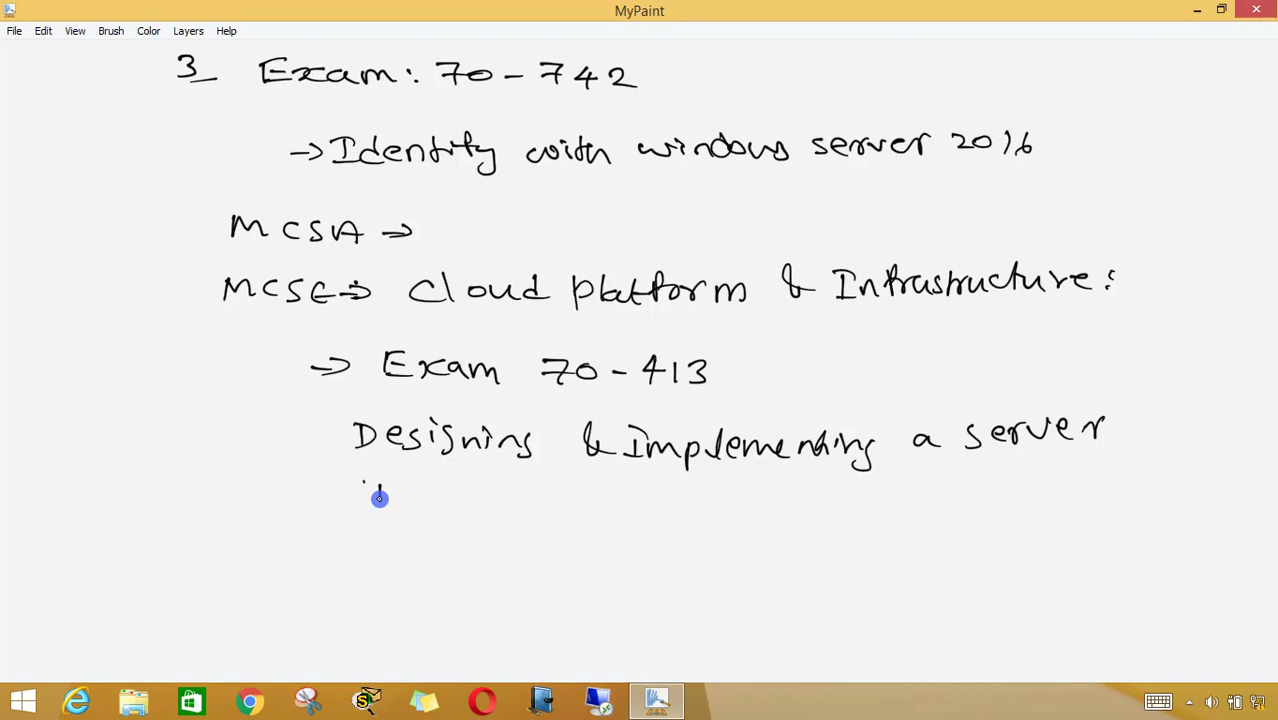 MyPaint
File Edit View Brush Color Layers Help
3 Exam: 70-742
→ Identity with windows server 2016
MCSA →
MCSE → Cloud platform & Infrastructure:
→ Exam 70-413
Designing & Implementing a server